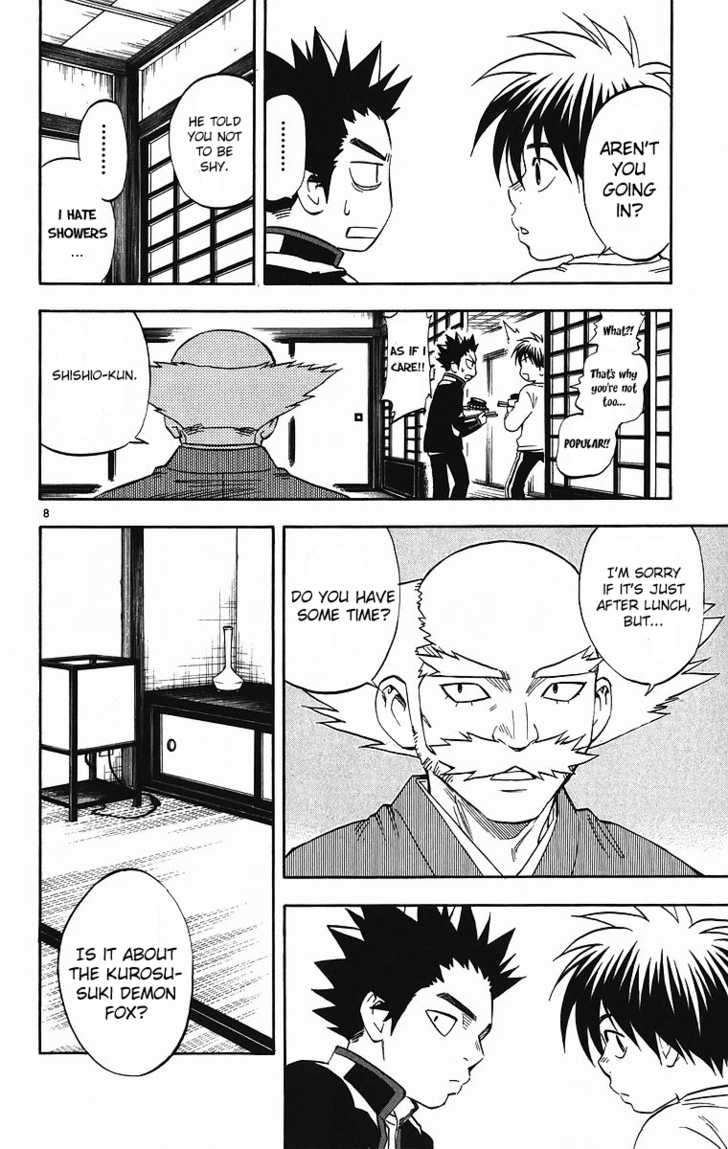 AREN'T
YOU
GOING
IN?
..........
HE TOLD
YOU NOT
TO BE
SHY.
..........
I HATE
SHOWERS
...
What?!
That's why
you're not
too...
POPULAR!!
AS IF I
CARE!!
SHISHIO-KUN.
8
I'M SORRY
IF IT'S JUST
AFTER LUNCH,
BUT...
DO YOU HAVE
SOME TIME?
IS IT ABOUT
THE KUROSU-
SUKI DEMON
FOX?